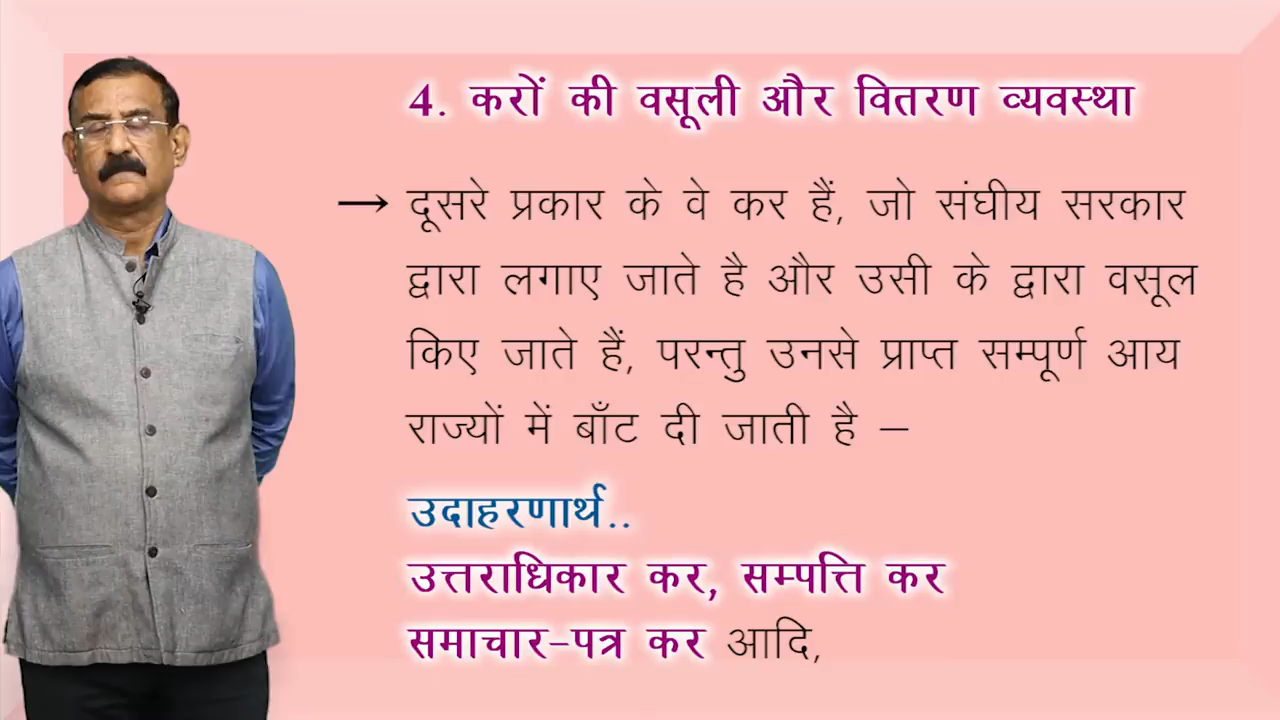 4. करों की वसूली और वितरण व्यवस्था
→ दूसरे प्रकार के वे कर हैं, जो संघीय सरकार
द्वारा लगाए जाते है और उसी के द्वारा वसूल
किए जाते हैं, परन्तु उनसे प्राप्त सम्पूर्ण आय
राज्यों में बाँट दी जाती है –
उदाहरणार्थ..
उत्तराधिकार कर, सम्पत्ति कर
समाचार-पत्र कर आदि,